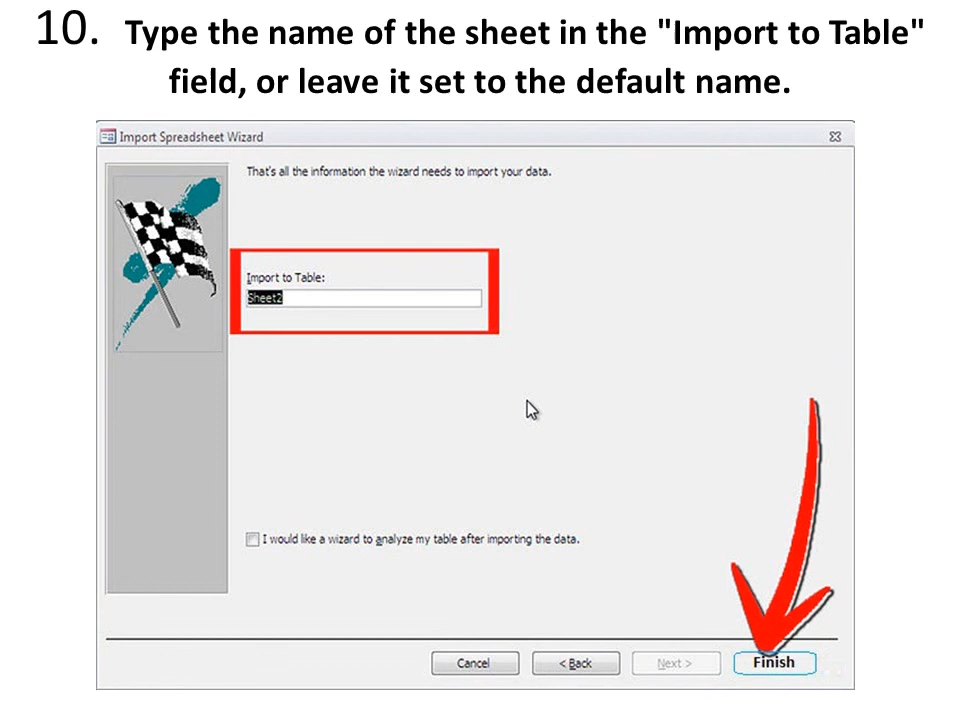 10. Type the name of the sheet in the "Import to Table"
field, or leave it set to the default name.
Import Spreadsheet Wizard
That's all the information the wizard needs to import your data.
Import to Table:
Sheet2
I would like a wizard to analyze my table after importing the data.
Cancel < Back Next > Finish